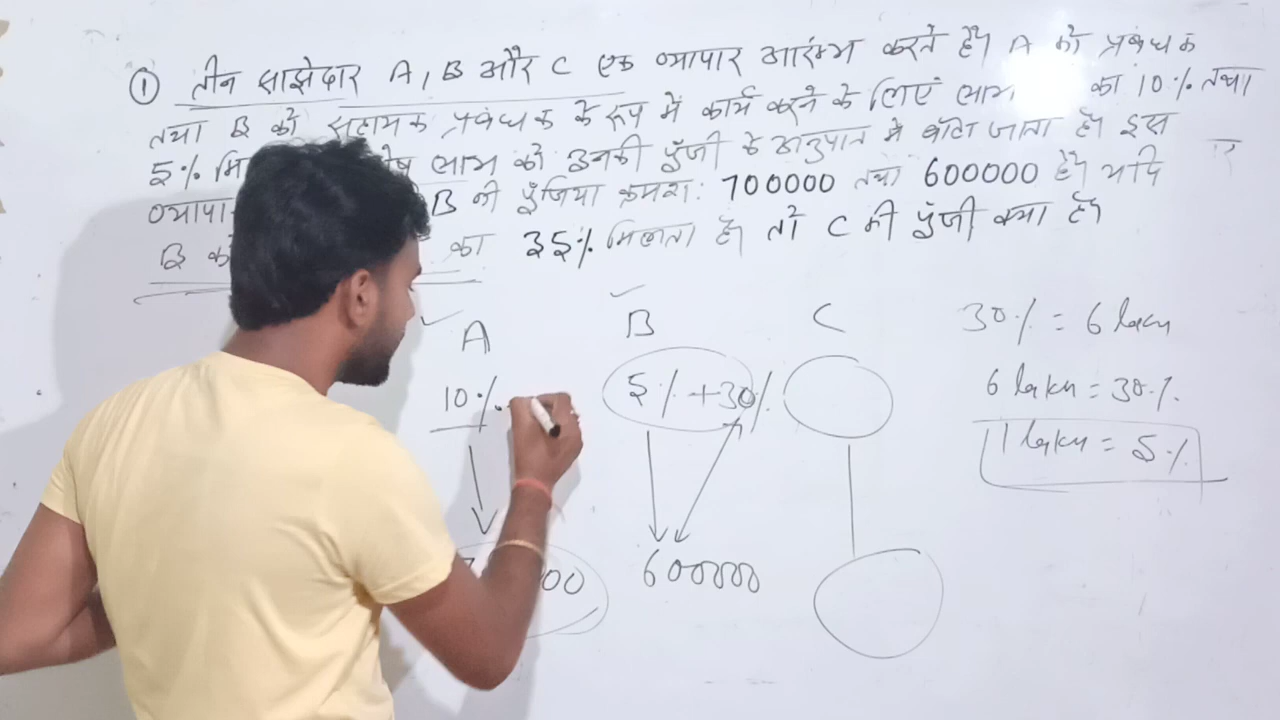 ① तीन साझेदार A, B और C एक व्यापार आरंभ करते हैं। A को प्रबंधक
तथा B को सहायक प्रबंधक के रूप में कार्य करने के लिए लाभ का 10% तथा
5% लाभ को उनकी पूँजी के अनुपात में बाँटा जाता है। इस
B की पूँजिया क्रमश: 700000 तथा 600000 हैं। यदि
B का 35% मिलता है। तो C की पूँजी क्या है।
A B C
10% 5% + 30%
600000
30% = 6 lakh
6 lakh = 30%
1 lakh = 5%